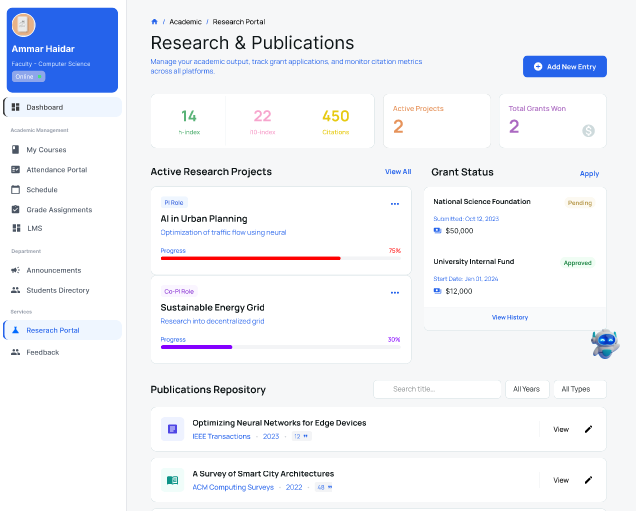 Ammar Haidar
Faculty - Computer Science
Online
Dashboard
Academic Management
My Courses
Attendance Portal
Schedule
Grade Assignments
LMS
Department
Announcements
Students Directory
Services
Reserach Portal
Feedback
/ Academic / Research Portal
Research & Publications
Manage your academic output, track grant applications, and monitor citation metrics
across all platforms.
Add New Entry
14
h-index
22
i10-index
450
Citations
Active Projects
2
Total Grants Won
2
Active Research Projects
View All
PI Role
AI in Urban Planning
Optimization of traffic flow using neural
Progress
75%
Co-PI Role
Sustainable Energy Grid
Research into decentralized grid
Progress
30%
Grant Status
Apply
National Science Foundation
Pending
Submitted: Oct 12, 2023
$50,000
University Internal Fund
Approved
Start Date: Jan 01, 2024
$12,000
View History
Publications Repository
Search title...
All Years
All Types
Optimizing Neural Networks for Edge Devices
IEEE Transactions · 2023 · 12 "
View
A Survey of Smart City Architectures
ACM Computing Surveys · 2022 · 48 "
View